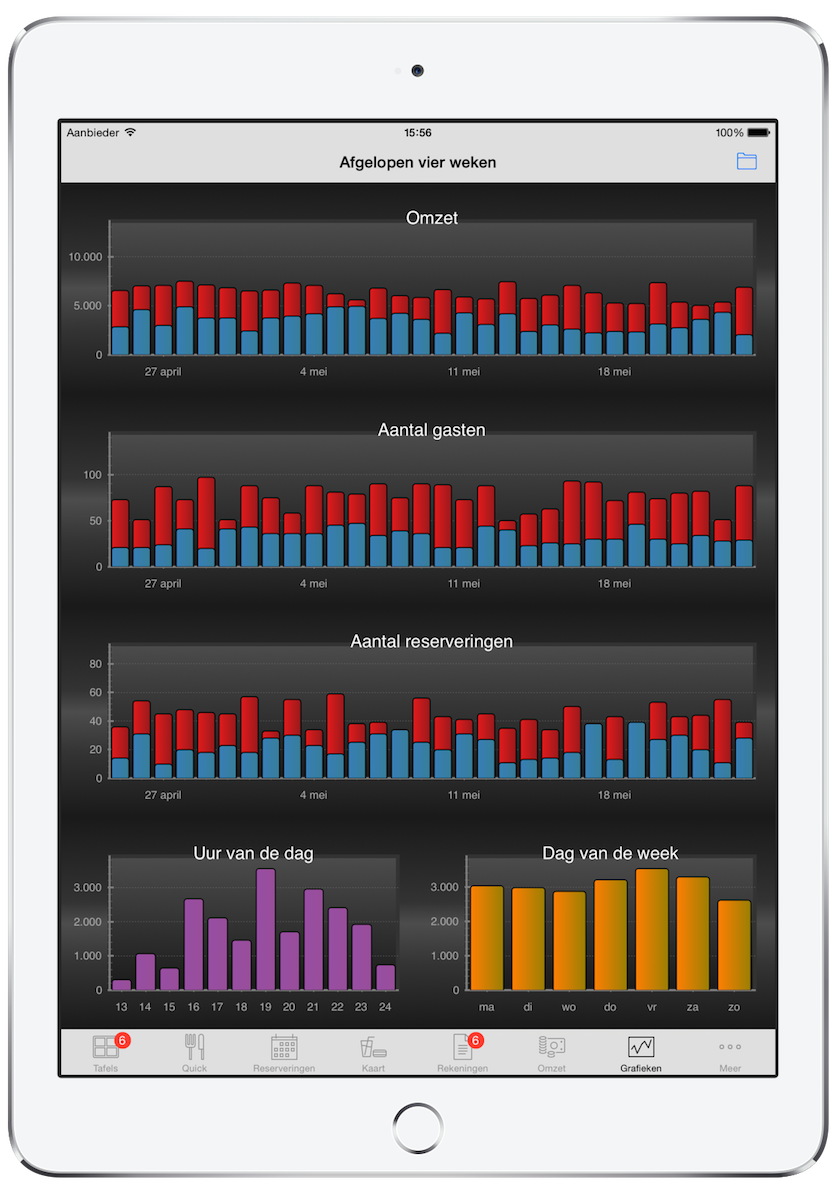 Aanbieder 15:56 100%
Afgelopen vier weken
Omzet
10.000
5.000
0
27 april 4 mei 11 mei 18 mei
Aantal gasten
100
50
0
27 april 4 mei 11 mei 18 mei
Aantal reserveringen
80
60
40
20
0
27 april 4 mei 11 mei 18 mei
Uur van de dag
3.000
2.000
1.000
0
13 14 15 16 17 18 19 20 21 22 23 24
Dag van de week
3.000
2.000
1.000
0
ma di wo do vr za zo
6 6
Tafels Quick Reserveringen Kaart Rekeningen Omzet Grafieken Meer